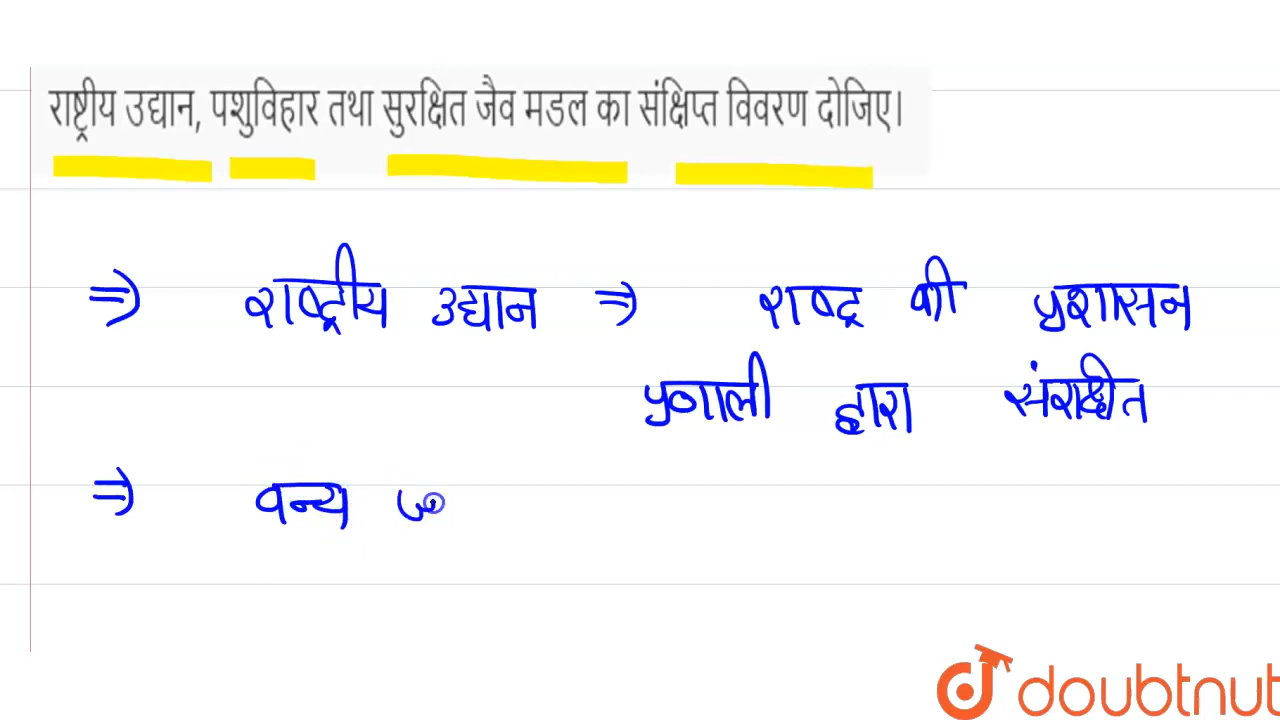 राष्ट्रीय उद्यान, पशुविहार तथा सुरक्षित जैव मडल का संक्षिप्त विवरण दोजिए।
⇒ राष्ट्रीय उद्यान ⇒ राष्ट्र की प्रशासन
प्रणाली द्वारा संरक्षीत
⇒ वन्य
doubtnut